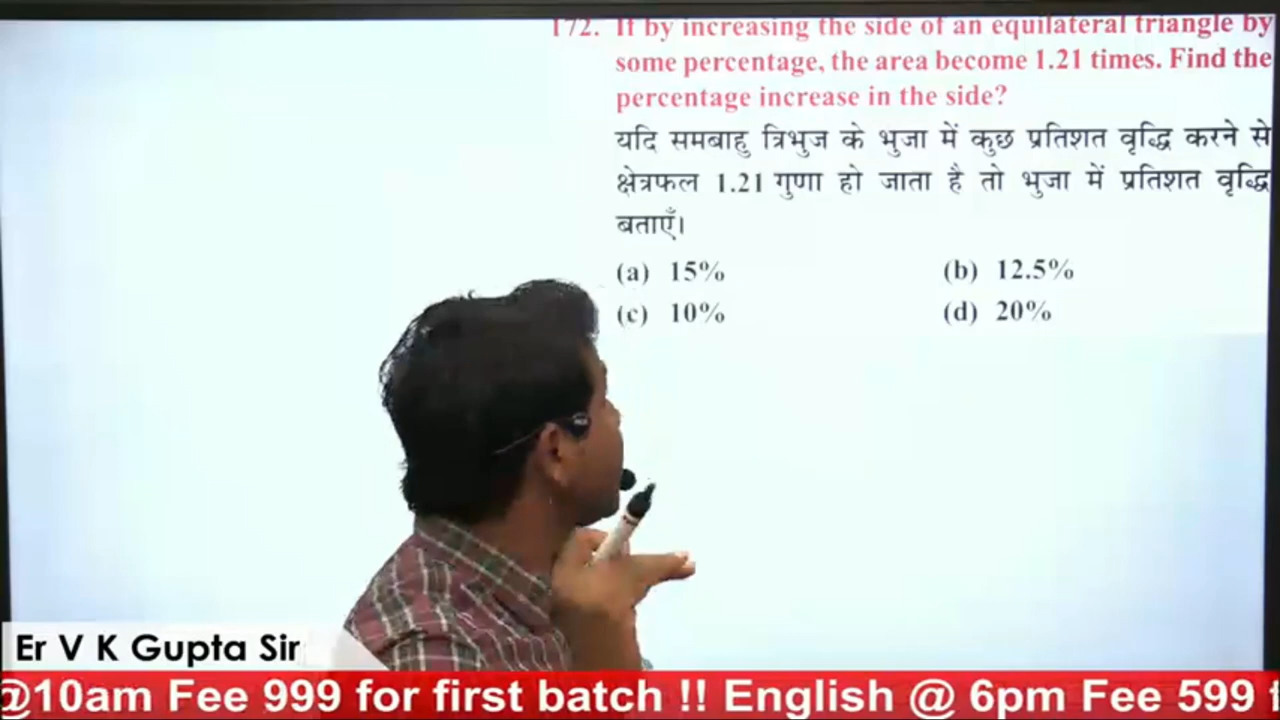 172. If by increasing the side of an equilateral triangle by
some percentage, the area become 1.21 times. Find the
percentage increase in the side?
यदि समबाहु त्रिभुज के भुजा में कुछ प्रतिशत वृद्धि करने से
क्षेत्रफल 1.21 गुणा हो जाता है तो भुजा में प्रतिशत वृद्धि
बताएँ।
(a) 15% (b) 12.5%
(c) 10% (d) 20%
Er V K Gupta Sir
@10am Fee 999 for first batch !! English @ 6pm Fee 599